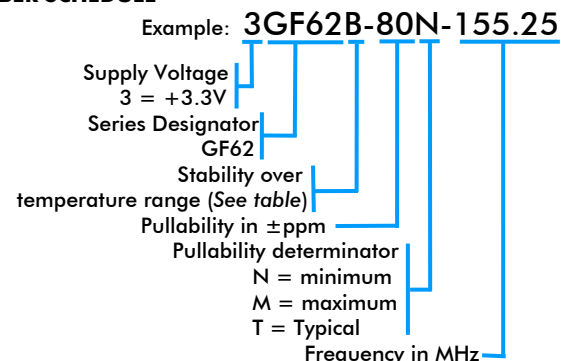 Example: 3GF62B-80N-155.25
Supply Voltage
3 = +3.3V
Series Designator
GF62
Stability over
temperature range (See table)
Pullability in ±ppm
Pullability determinator
N = minimum
M = maximum
T = Typical
Frequency in MHz